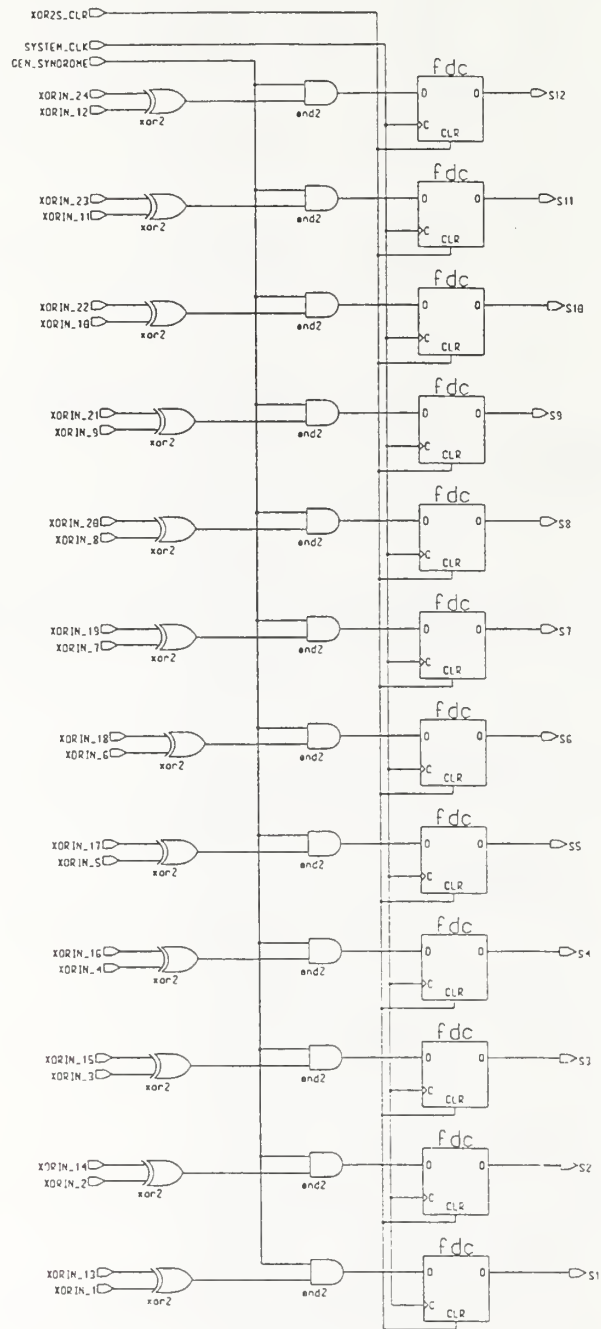 XOR2S_CLR
SYSTEM_CLK
GEN_SYNDROME
fdc
XORIN_24
XORIN_12
xor2
and2
D
Q
C
CLR
S12
fdc
XORIN_23
XORIN_11
xor2
and2
D
Q
C
CLR
S11
fdc
XORIN_22
XORIN_10
xor2
and2
D
Q
C
CLR
S10
fdc
XORIN_21
XORIN_9
xor2
and2
D
Q
C
CLR
S9
fdc
XORIN_20
XORIN_8
xor2
and2
D
Q
C
CLR
S8
fdc
XORIN_19
XORIN_7
xor2
and2
D
Q
C
CLR
S7
fdc
XORIN_18
XORIN_6
xor2
and2
D
Q
C
CLR
S6
fdc
XORIN_17
XORIN_5
xor2
and2
D
Q
C
CLR
S5
fdc
XORIN_16
XORIN_4
xor2
and2
D
Q
C
CLR
S4
fdc
XORIN_15
XORIN_3
xor2
and2
D
Q
C
CLR
S3
fdc
XORIN_14
XORIN_2
xor2
and2
D
Q
C
CLR
S2
fdc
XORIN_13
XORIN_1
xor2
and2
D
Q
C
CLR
S1